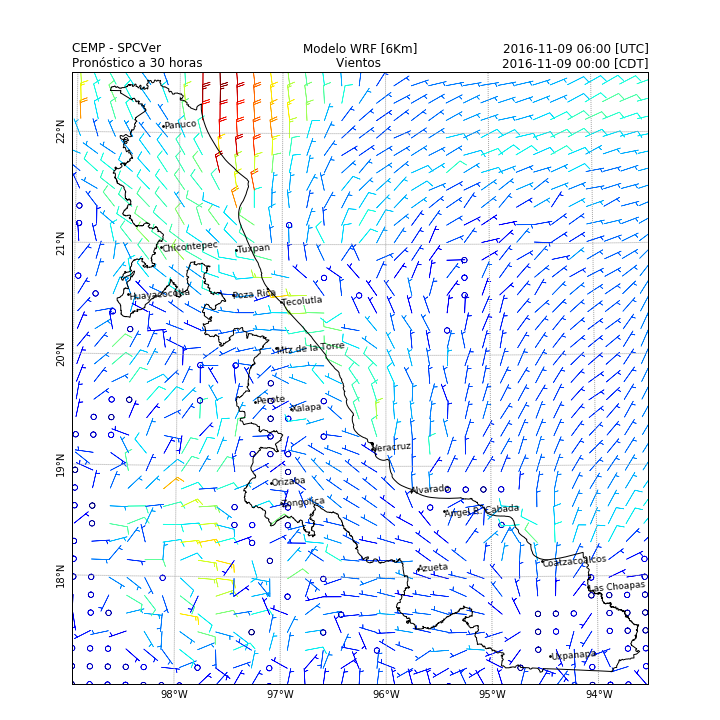 CEMP - SPCVer
Modelo WRF [6Km]
2016-11-09 06:00 [UTC]
Pronóstico a 30 horas
Vientos
2016-11-09 00:00 [CDT]
22°N
Panuco
21°N
Chicontepec
Tuxpan
Huayacocotla
Poza Rica
Tecolutla
20°N
Mtz de la Torre
Perote
Xalapa
Veracruz
19°N
Orizaba
Alvarado
Zongolica
Angel R. Cabada
Coatzacoalcos
18°N
Azueta
Las Choapas
Uxpanapa
98°W
97°W
96°W
95°W
94°W